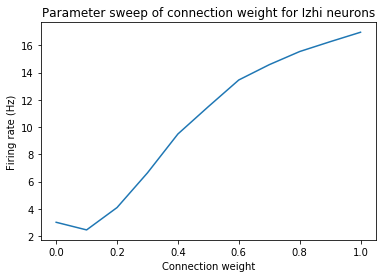 Parameter sweep of connection weight for Izhi neurons
Firing rate (Hz)
16
14
12
10
8
6
4
2
0.0 0.2 0.4 0.6 0.8 1.0
Connection weight